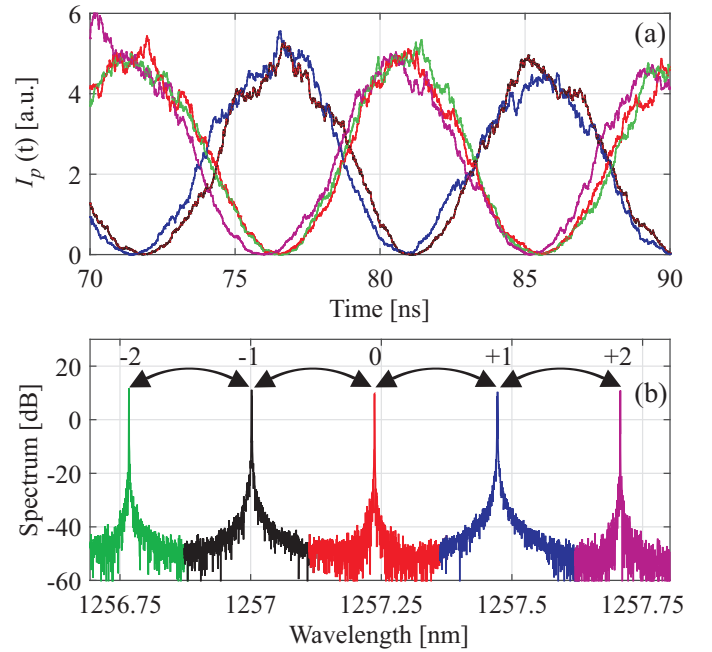 (a)
6
4
2
0
I_p (t) [a.u.]
70 75 80 85 90
Time [ns]
-2 -1 0 +1 +2
(b)
20
0
-20
-40
-60
Spectrum [dB]
1256.75 1257 1257.25 1257.5 1257.75
Wavelength [nm]